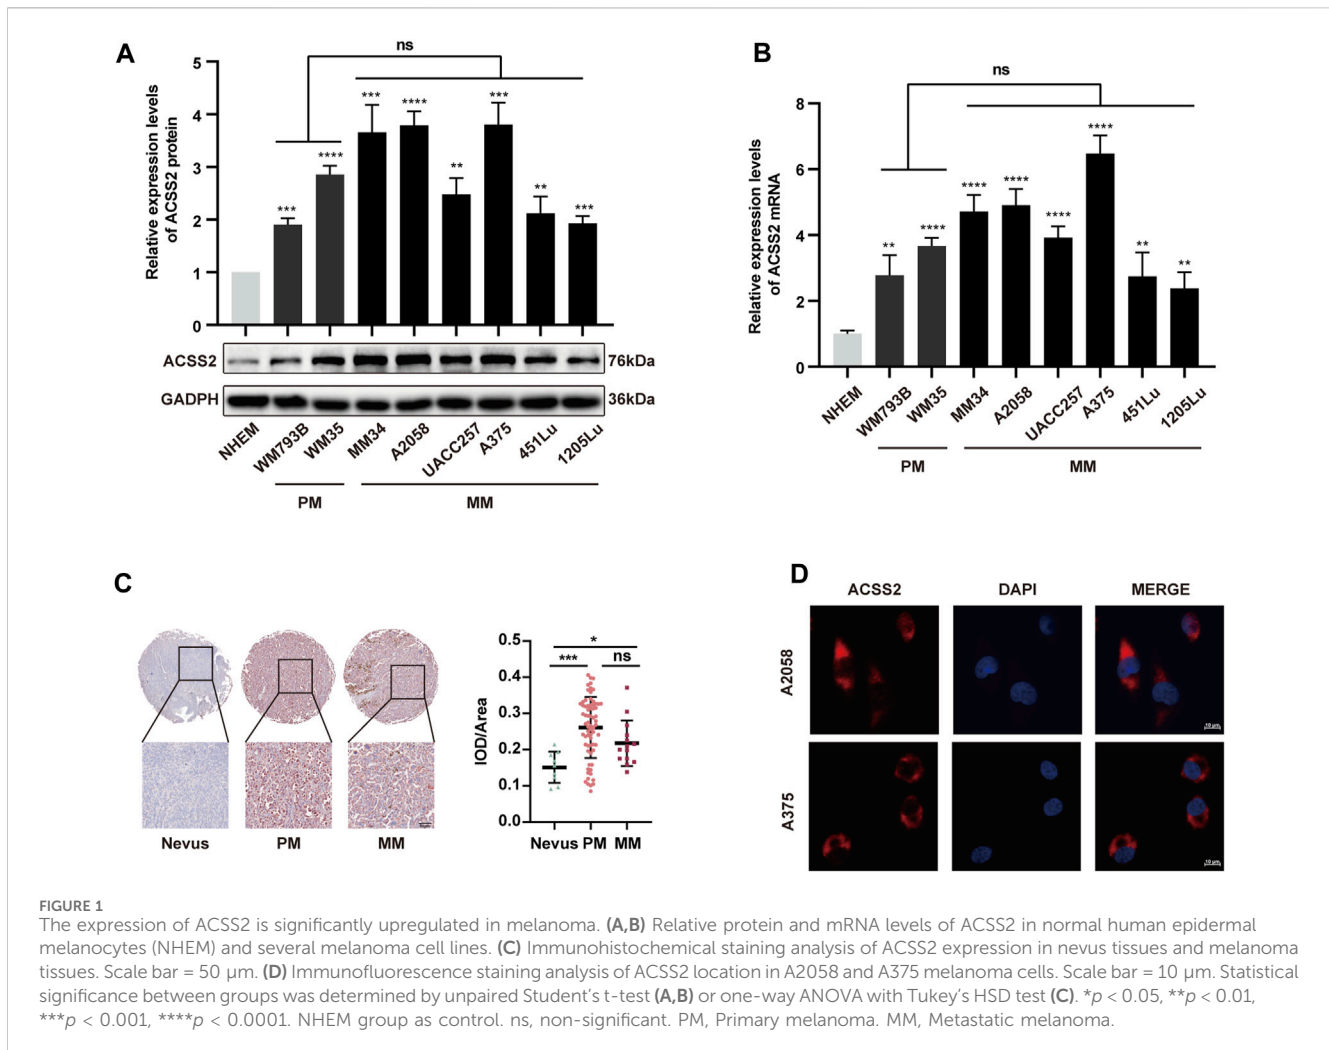 A
ns
5
4
3
2
1
0
Relative expression levels
of ACSS2 protein
***
****
***
****
**
***
**
***
ACSS2
76kDa
GADPH
36kDa
NHEM
WM793B
WM35
MM34
A2058
UACC257
A375
451Lu
1205Lu
PM
MM
B
ns
8
6
4
2
0
Relative expression levels
of ACSS2 mRNA
**
****
****
****
****
****
**
**
NHEM
WM793B
WM35
MM34
A2058
UACC257
A375
451Lu
1205Lu
PM
MM
C
Nevus
PM
MM
0.5
0.4
0.3
0.2
0.1
0.0
IOD/Area
*
***
ns
Nevus PM MM
D
ACSS2 DAPI MERGE
A2058
10 μm
A375
10 μm
FIGURE 1
The expression of ACSS2 is significantly upregulated in melanoma. (A,B) Relative protein and mRNA levels of ACSS2 in normal human epidermal
melanocytes (NHEM) and several melanoma cell lines. (C) Immunohistochemical staining analysis of ACSS2 expression in nevus tissues and melanoma
tissues. Scale bar = 50 μm. (D) Immunofluorescence staining analysis of ACSS2 location in A2058 and A375 melanoma cells. Scale bar = 10 μm. Statistical
significance between groups was determined by unpaired Student's t-test (A,B) or one-way ANOVA with Tukey's HSD test (C). *p < 0.05, **p < 0.01,
***p < 0.001, ****p < 0.0001. NHEM group as control. ns, non-significant. PM, Primary melanoma. MM, Metastatic melanoma.